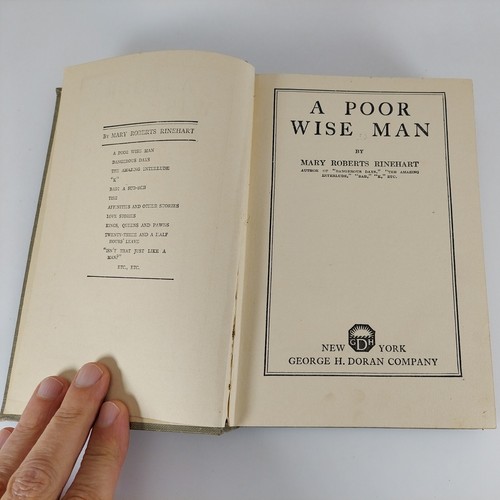 By MARY ROBERTS RINEHART
A POOR WISE MAN
DANGEROUS DAYS
THE AMAZING INTERLUDE
"K"
BAB: A SUB-DEB
TISH
AFFINITIES AND OTHER STORIES
LOVE STORIES
KINGS, QUEENS AND PAWNS
TWENTY-THREE AND A HALF
HOURS' LEAVE
"ISN'T THAT JUST LIKE A
MAN!"
ETC., ETC.
A POOR
WISE MAN
BY
MARY ROBERTS RINEHART
AUTHOR OF "DANGEROUS DAYS," "THE AMAZING
INTERLUDE," "BAB," "K," ETC.
GDH
NEW YORK
GEORGE H. DORAN COMPANY